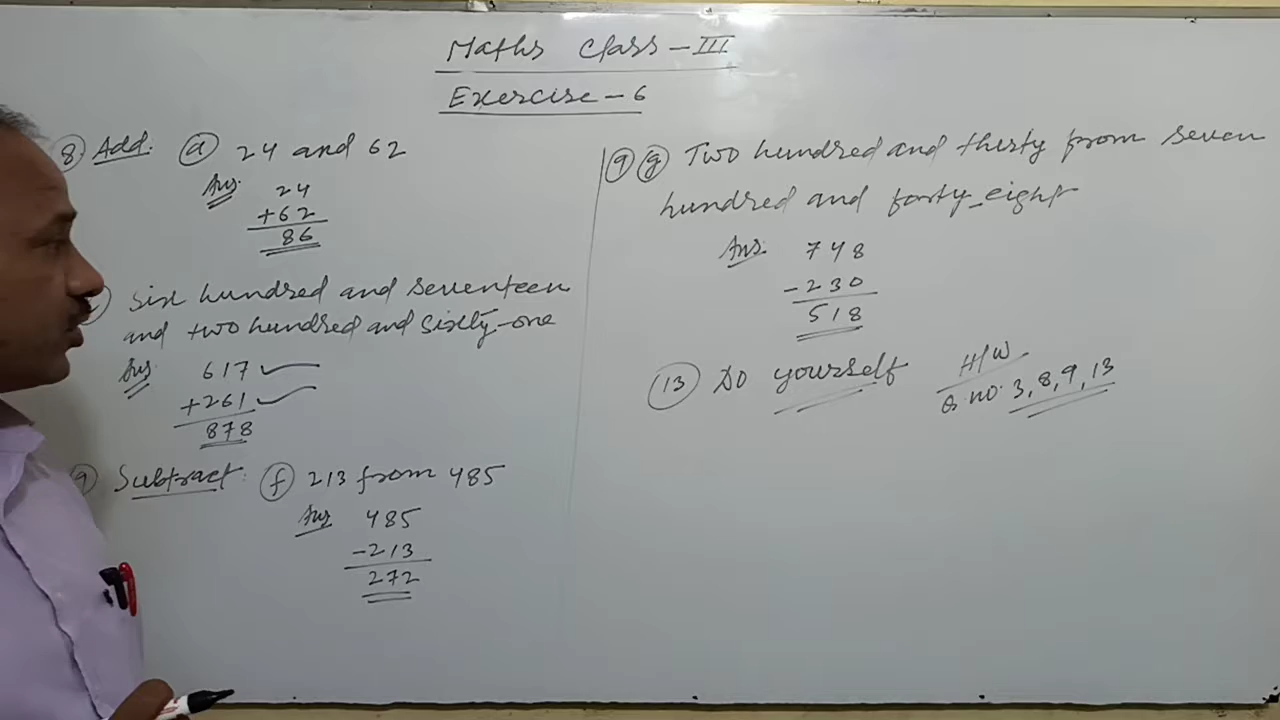 Maths Class - III
Exercise - 6
8 Add. a 24 and 62
Ans. 24
+62
86
Six hundred and seventeen
and two hundred and sixty-one
Ans 617
+261
878
9 Subtract: f 213 from 485
Ans 485
-213
272
9 g Two hundred and thirty from seven
hundred and forty-eight
Ans. 748
-230
518
13 Do yourself
H/W
Q. no. 3, 8, 9, 13